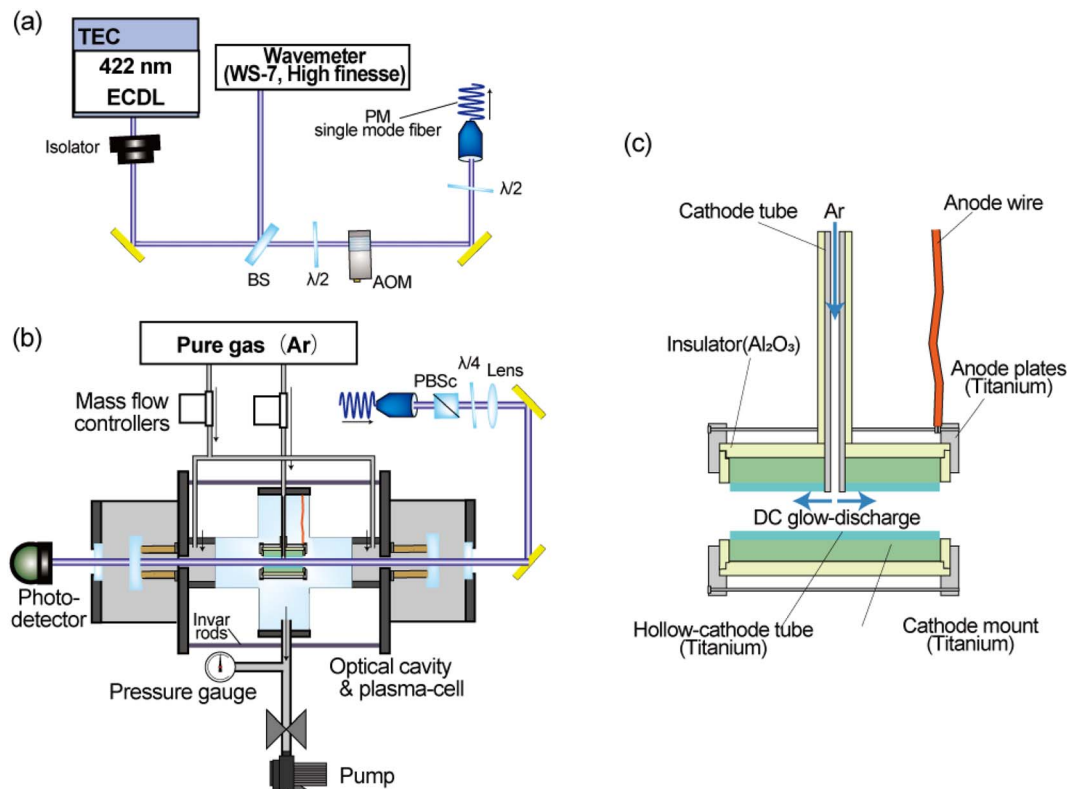 (a)
TEC
422 nm
ECDL
Isolator
Wavemeter
(WS-7, High finesse)
PM
single mode fiber
λ/2
BS
λ/2
AOM
(b)
Pure gas (Ar)
Mass flow
controllers
PBSc
λ/4
Lens
Photo-
detector
Invar
rods
Pressure gauge
Optical cavity
& plasma-cell
Pump
(c)
Cathode tube
Ar
Anode wire
Insulator(Al₂O₃)
Anode plates
(Titanium)
DC glow-discharge
Hollow-cathode tube
(Titanium)
Cathode mount
(Titanium)